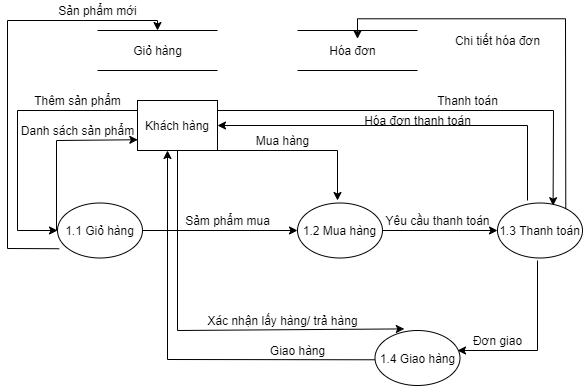 Sản phẩm mới
Giỏ hàng
Hóa đơn
Chi tiết hóa đơn
Thêm sản phẩm
Khách hàng
Thanh toán
Danh sách sản phẩm
Hóa đơn thanh toán
Mua hàng
1.1 Giỏ hàng
Sảm phẩm mua
1.2 Mua hàng
Yêu cầu thanh toán
1.3 Thanh toán
Xác nhận lấy hàng/ trả hàng
Giao hàng
1.4 Giao hàng
Đơn giao